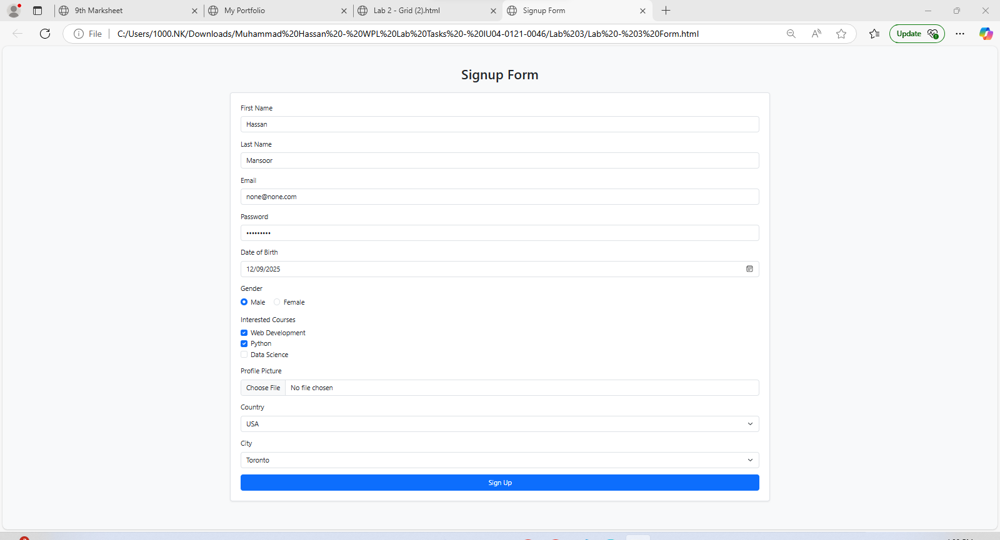 9th Marksheet
My Portfolio
Lab 2 - Grid (2).html
Signup Form
File
C:/Users/1000.NK/Downloads/Muhammad%20Hassan%20-%20WPL%20Lab%20Tasks%20-%20IU04-0121-0046/Lab%203/Lab%20-%203%20Form.html
Update
Signup Form
First Name
Hassan
Last Name
Mansoor
Email
none@none.com
Password
•••••••••
Date of Birth
12/09/2025
Gender
Male Female
Interested Courses
Web Development
Python
Data Science
Profile Picture
Choose File No file chosen
Country
USA
City
Toronto
Sign Up